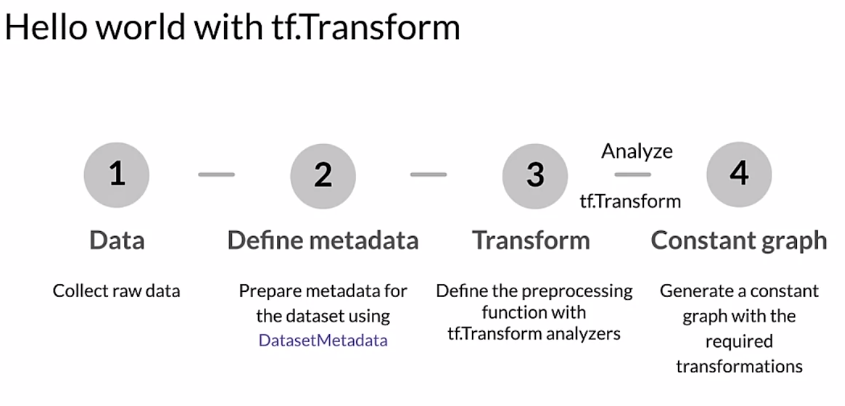 Hello world with tf.Transform
1
2
3
Analyze
tf.Transform
4
Data
Define metadata
Transform
Constant graph
Collect raw data
Prepare metadata for
the dataset using
DatasetMetadata
Define the preprocessing
function with
tf.Transform analyzers
Generate a constant
graph with the
required
transformations